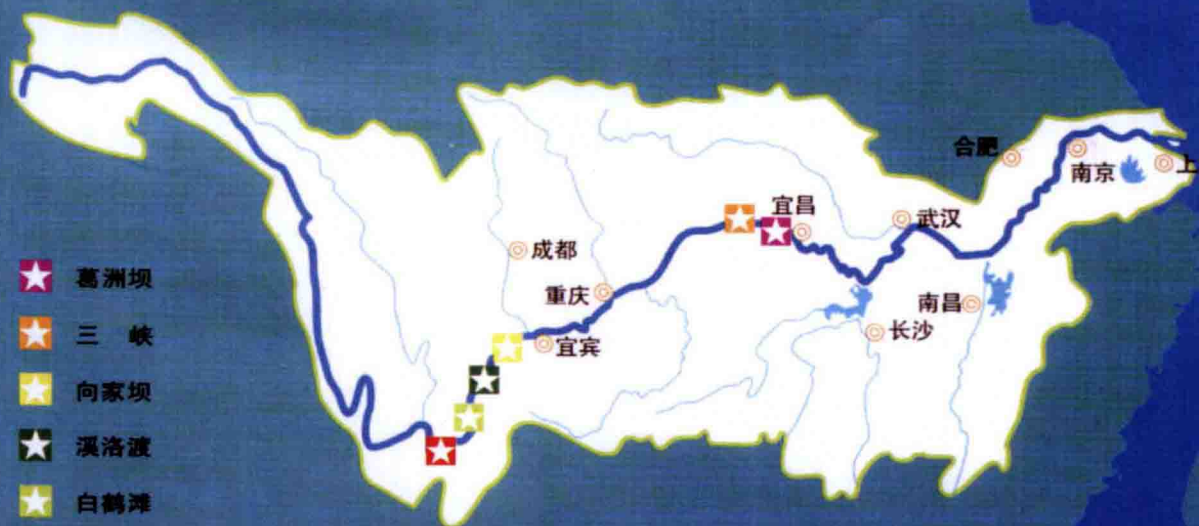 合肥
南京
上
宜昌
武汉
成都
重庆
南昌
长沙
宜宾
葛洲坝
三 峡
向家坝
溪洛渡
白鹤滩